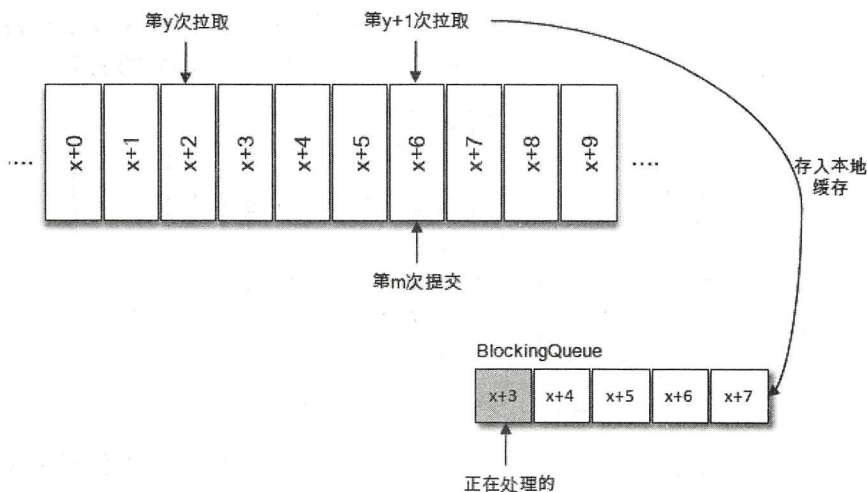 第y次拉取
第y+1次拉取
....
x+0
x+1
x+2
x+3
x+4
x+5
x+6
x+7
x+8
x+9
....
存入本地
缓存
第m次提交
BlockingQueue
x+3
x+4
x+5
x+6
x+7
正在处理的